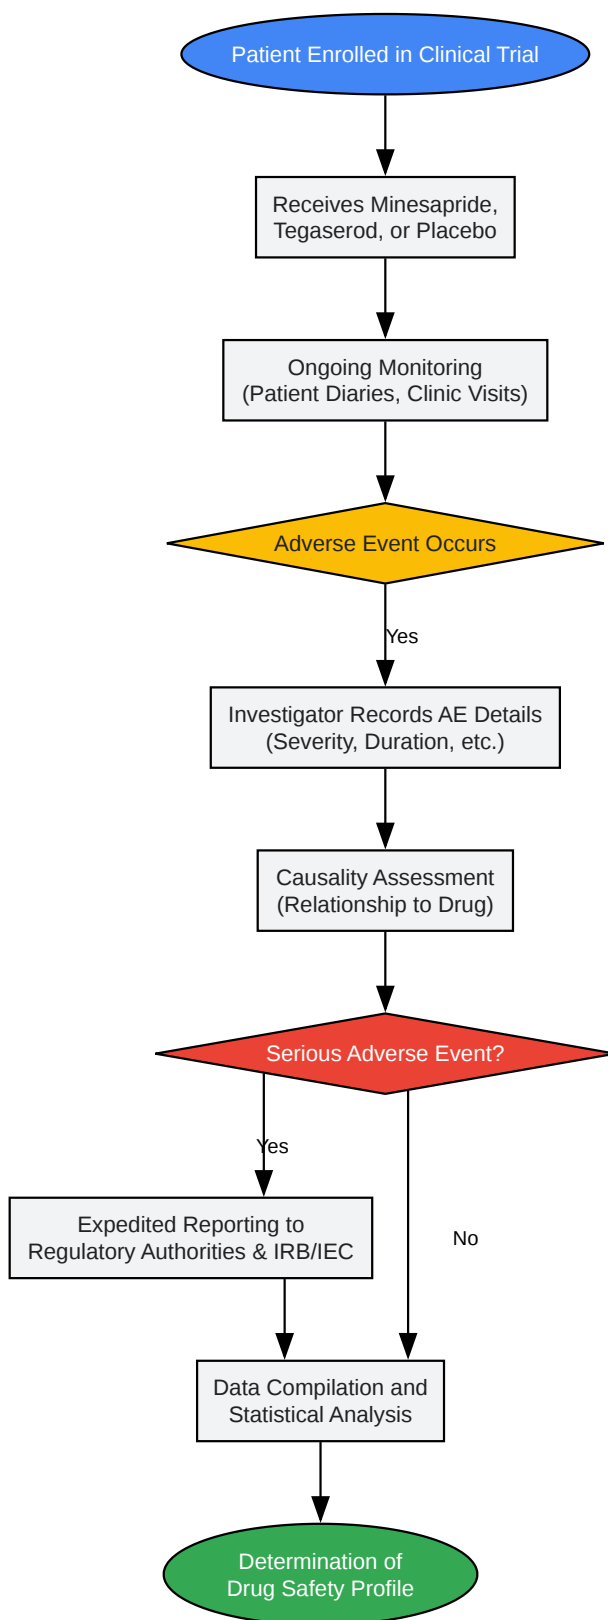 Patient Enrolled in Clinical Trial
Receives Minesapride,
Tegaserod, or Placebo
Ongoing Monitoring
(Patient Diaries, Clinic Visits)
Adverse Event Occurs
Yes
Investigator Records AE Details
(Severity, Duration, etc.)
Causality Assessment
(Relationship to Drug)
Serious Adverse Event?
Yes
Expedited Reporting to
Regulatory Authorities & IRB/IEC
No
Data Compilation and
Statistical Analysis
Determination of
Drug Safety Profile